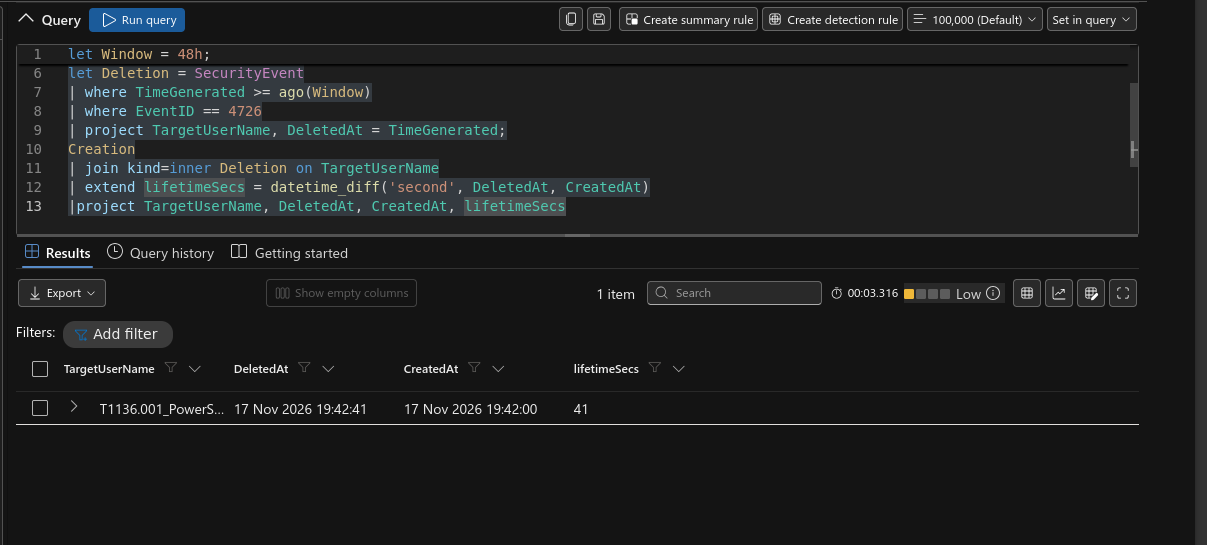 Query Run query Create summary rule Create detection rule 100,000 (Default) Set in query
1 let Window = 48h;
6 let Deletion = SecurityEvent
7 | where TimeGenerated >= ago(Window)
8 | where EventID == 4726
9 | project TargetUserName, DeletedAt = TimeGenerated;
10 Creation
11 | join kind=inner Deletion on TargetUserName
12 | extend lifetimeSecs = datetime_diff('second', DeletedAt, CreatedAt)
13 |project TargetUserName, DeletedAt, CreatedAt, lifetimeSecs
Results Query history Getting started
Export Show empty columns 1 item Search 00:03.316 Low
Filters: Add filter
TargetUserName DeletedAt CreatedAt lifetimeSecs
T1136.001_PowerS... 17 Nov 2026 19:42:41 17 Nov 2026 19:42:00 41